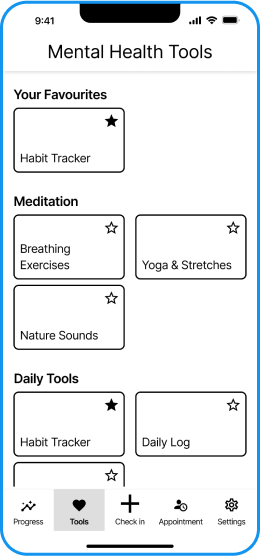 9:41
Mental Health Tools
Your Favourites
Habit Tracker
Meditation
Breathing
Exercises
Yoga & Stretches
Nature Sounds
Daily Tools
Habit Tracker
Daily Log
Progress
Tools
Check in
Appointment
Settings